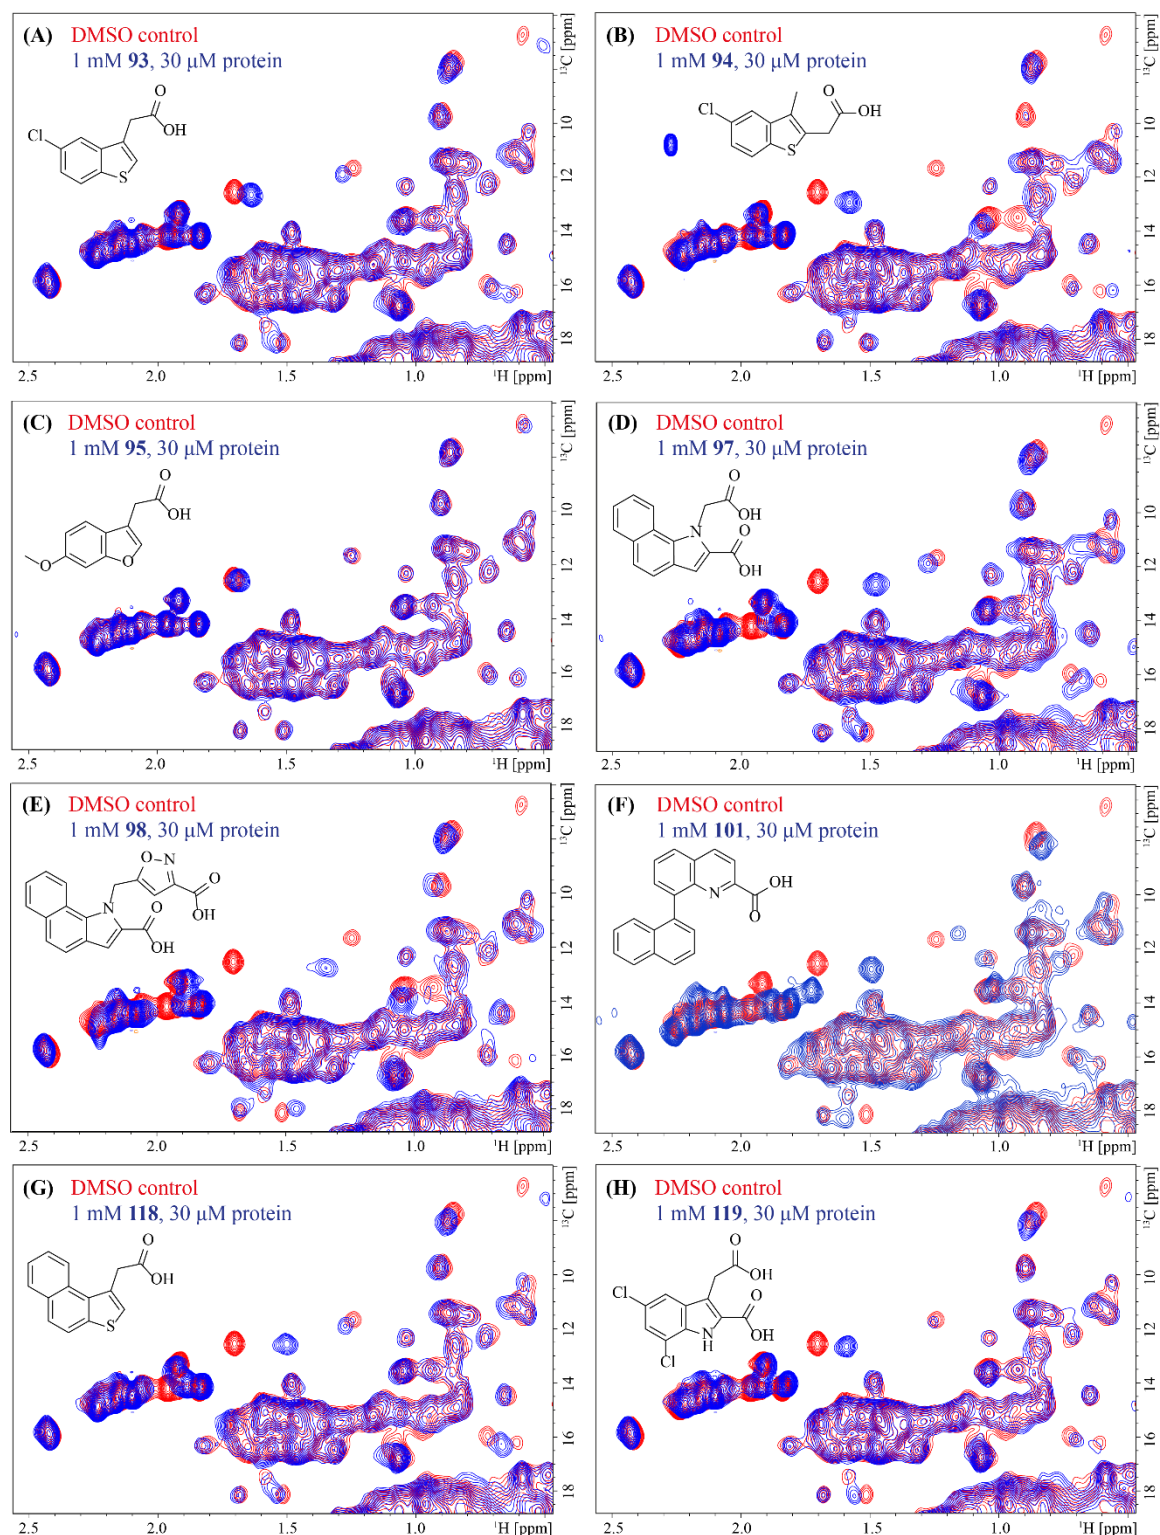 (A) DMSO control
1 mM 93, 30 μM protein
Cl
O
OH
S
¹³C [ppm]
10
12
14
16
18
2.5 2.0 1.5 1.0 ¹H [ppm]
(B) DMSO control
1 mM 94, 30 μM protein
Cl
O
OH
S
¹³C [ppm]
10
12
14
16
18
2.5 2.0 1.5 1.0 ¹H [ppm]
(C) DMSO control
1 mM 95, 30 μM protein
O
OH
O
O
¹³C [ppm]
10
12
14
16
18
2.5 2.0 1.5 1.0 ¹H [ppm]
(D) DMSO control
1 mM 97, 30 μM protein
O
OH
N
O
OH
¹³C [ppm]
10
12
14
16
18
2.5 2.0 1.5 1.0 ¹H [ppm]
(E) DMSO control
1 mM 98, 30 μM protein
O-N
O
OH
N
O
OH
¹³C [ppm]
10
12
14
16
18
2.5 2.0 1.5 1.0 ¹H [ppm]
(F) DMSO control
1 mM 101, 30 μM protein
N
OH
O
¹³C [ppm]
10
12
14
16
18
2.5 2.0 1.5 1.0 ¹H [ppm]
(G) DMSO control
1 mM 118, 30 μM protein
O
OH
S
¹³C [ppm]
10
12
14
16
18
2.5 2.0 1.5 1.0 ¹H [ppm]
(H) DMSO control
1 mM 119, 30 μM protein
O
OH
Cl
O
N
H
OH
Cl
¹³C [ppm]
10
12
14
16
18
2.5 2.0 1.5 1.0 ¹H [ppm]